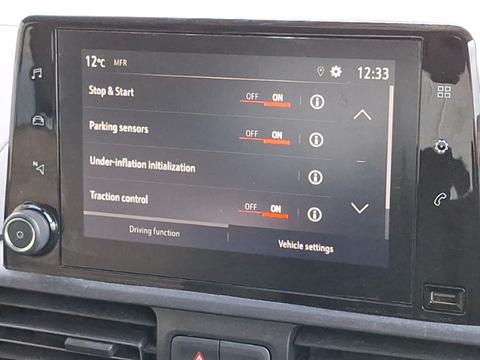 12°C MFR 12:33
Stop & Start OFF ON
Parking sensors OFF ON
Under-inflation initialization
Traction control OFF ON
Driving function Vehicle settings
N